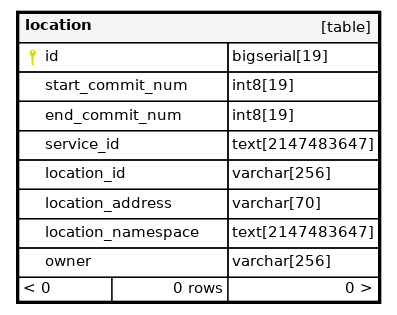 location [table]
id bigserial[19]
start_commit_num int8[19]
end_commit_num int8[19]
service_id text[2147483647]
location_id varchar[256]
location_address varchar[70]
location_namespace text[2147483647]
owner varchar[256]
< 0 0 rows 0 >